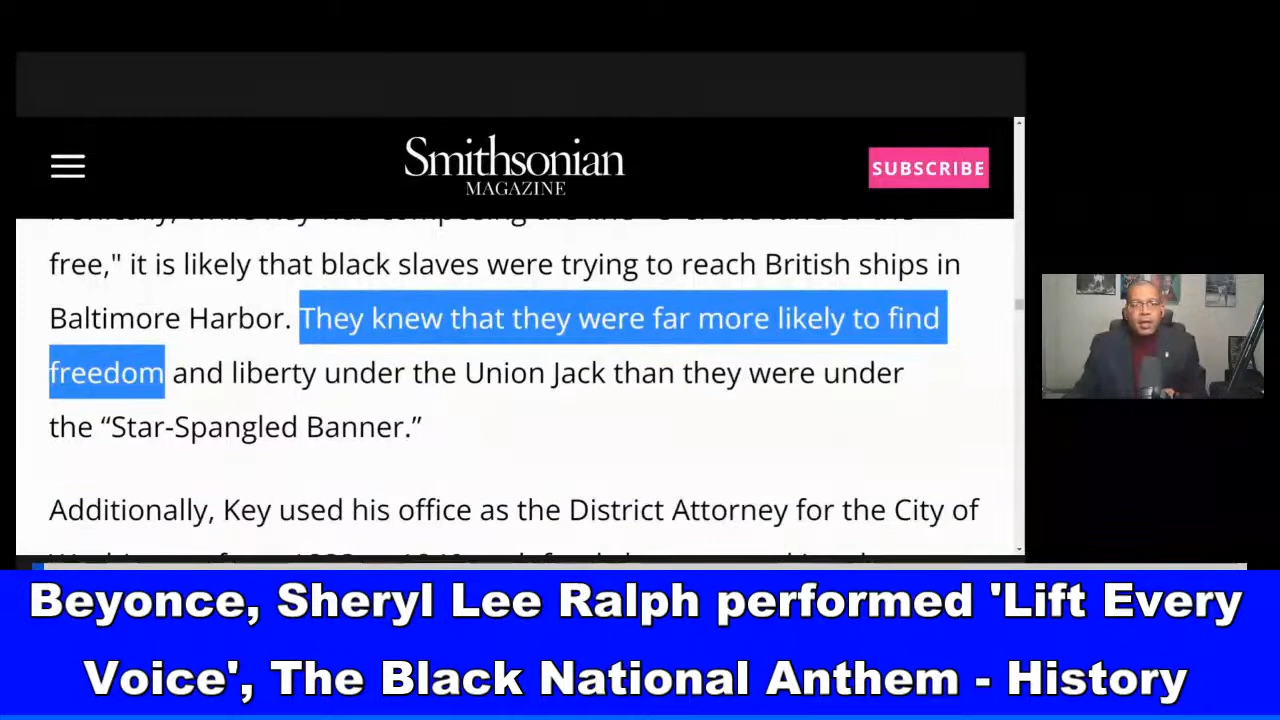 Smithsonian
MAGAZINE
SUBSCRIBE
free," it is likely that black slaves were trying to reach British ships in
Baltimore Harbor. They knew that they were far more likely to find
freedom and liberty under the Union Jack than they were under
the “Star-Spangled Banner.”
Additionally, Key used his office as the District Attorney for the City of
Beyonce, Sheryl Lee Ralph performed 'Lift Every
Voice', The Black National Anthem - History